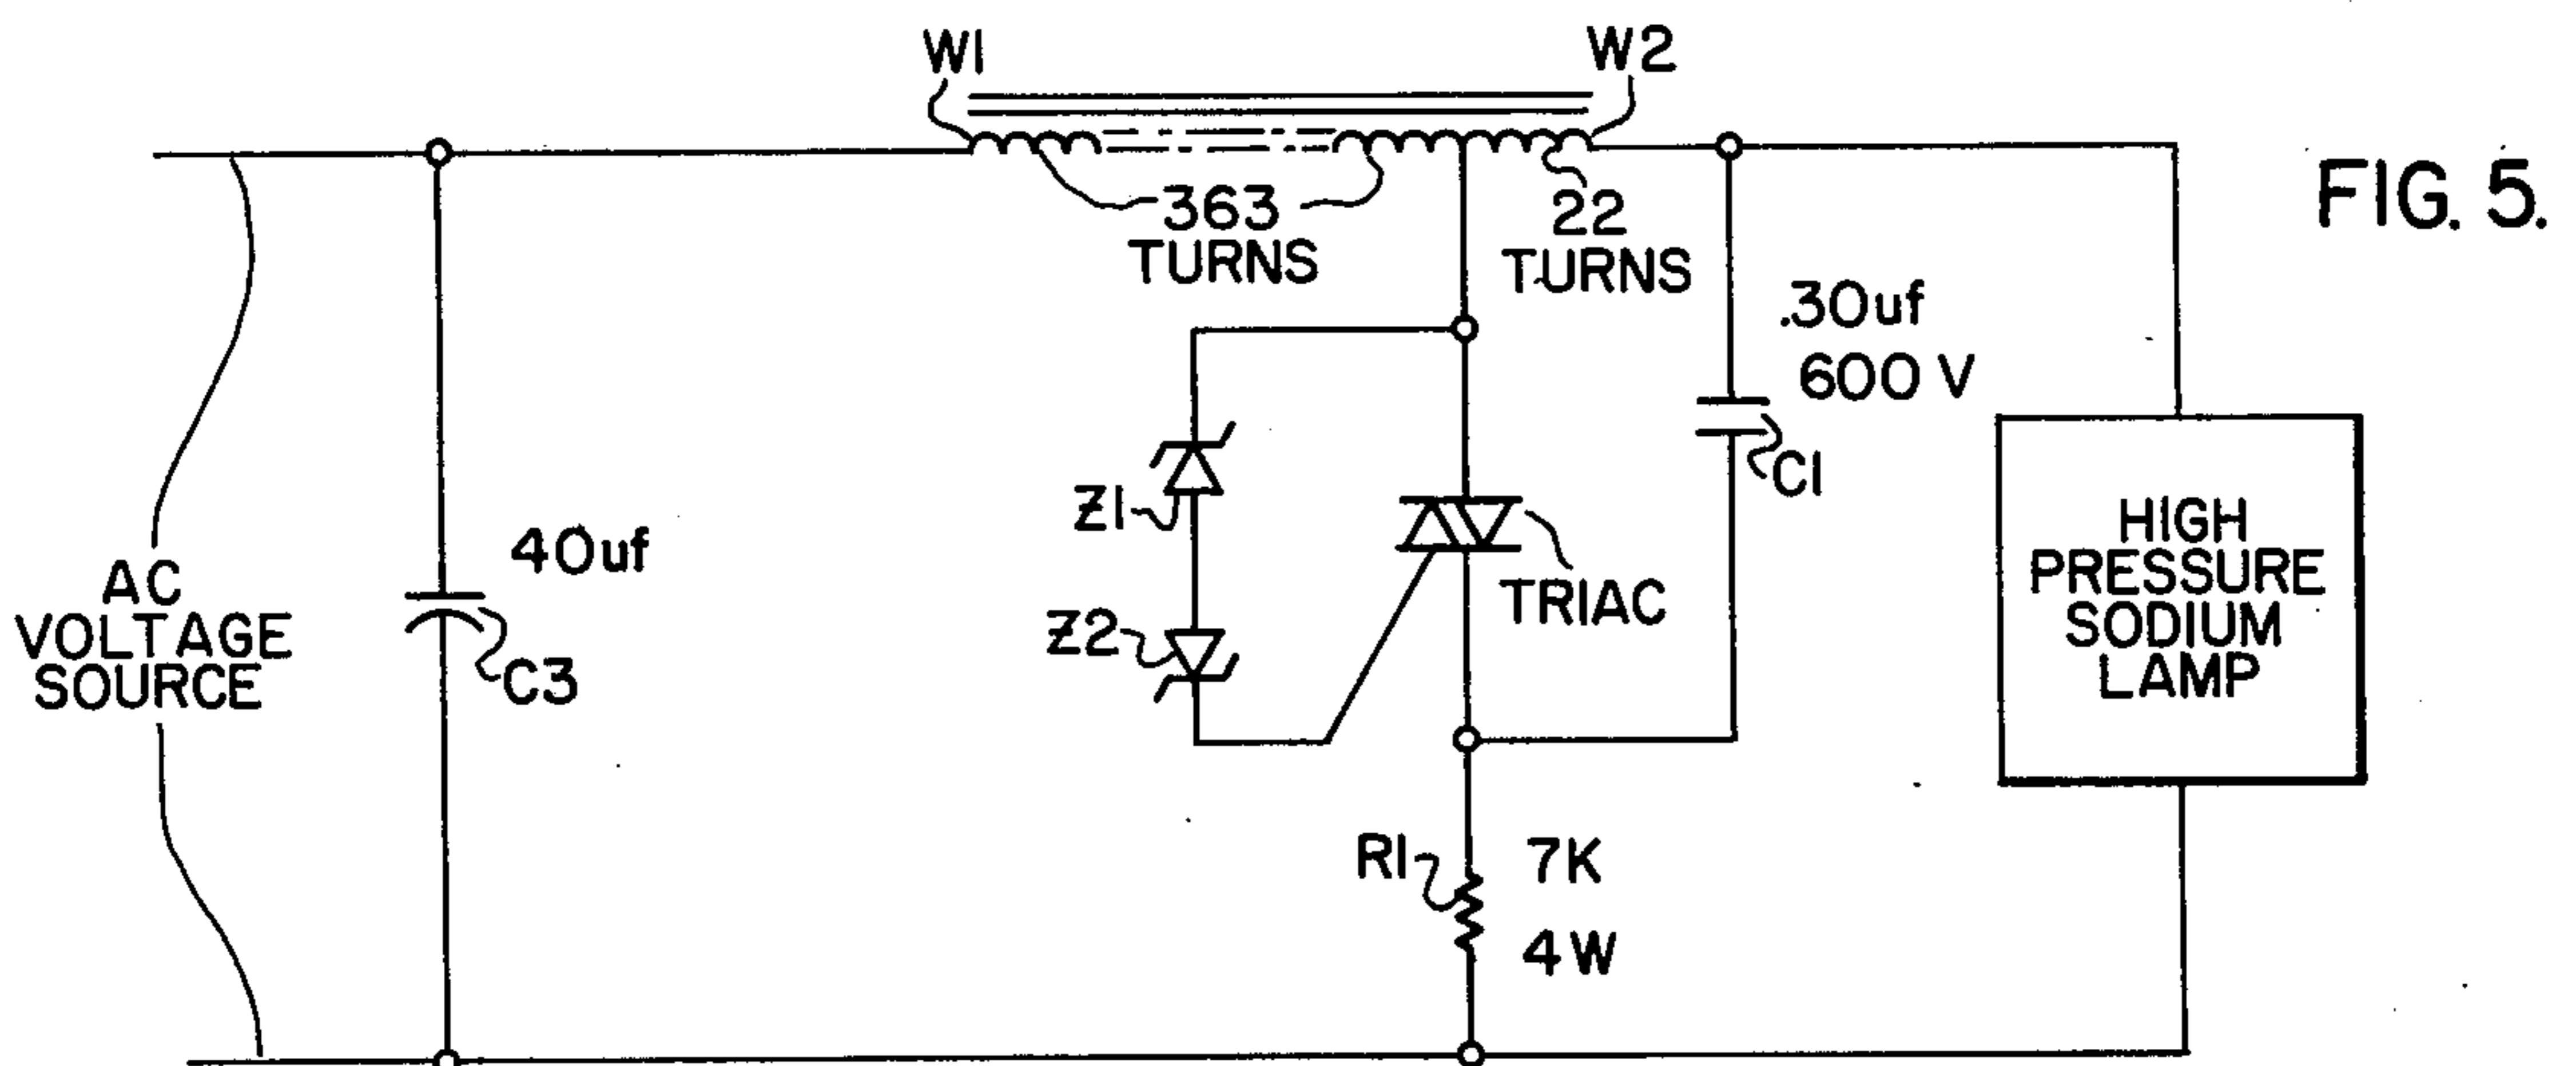 W1
W2
FIG. 5.
363
TURNS
22
TURNS
.30uf
600 V
C1
Z1
40uf
TRIAC
HIGH
PRESSURE
SODIUM
LAMP
AC
VOLTAGE
SOURCE
Z2
C3
R1
7K
4W